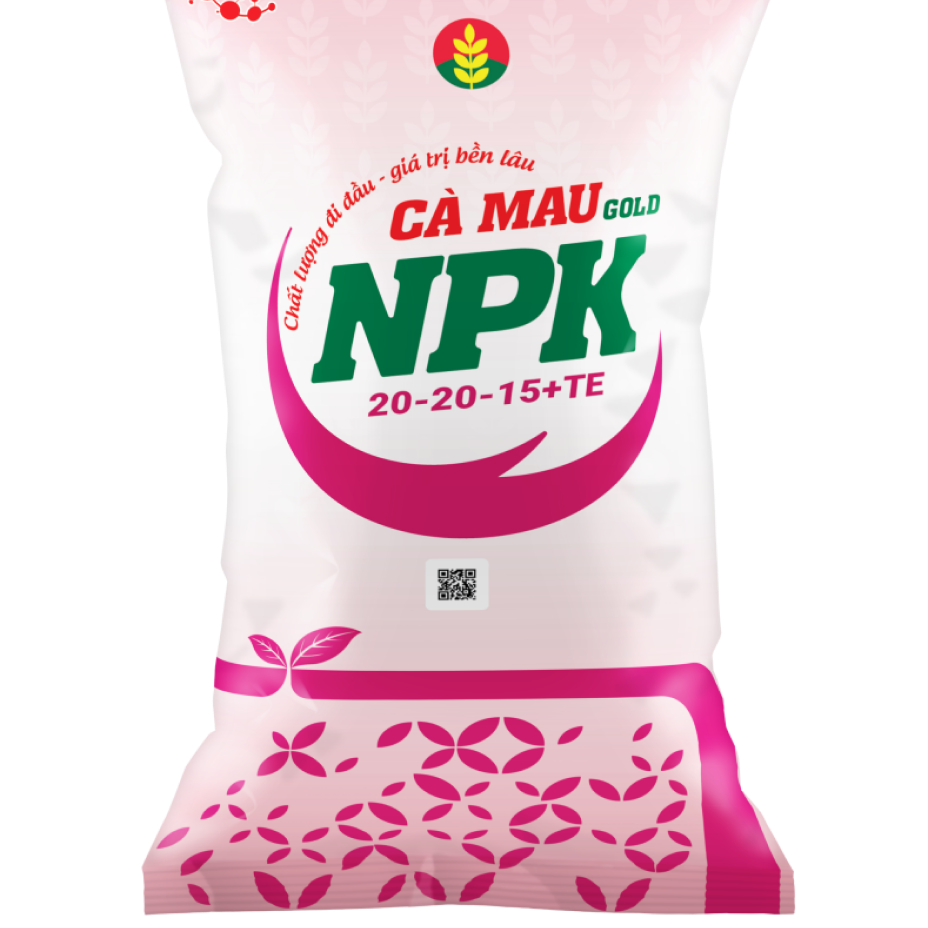 Chất lượng đi đầu - giá trị bền lâu
CÀ MAU GOLD
NPK
20-20-15+TE